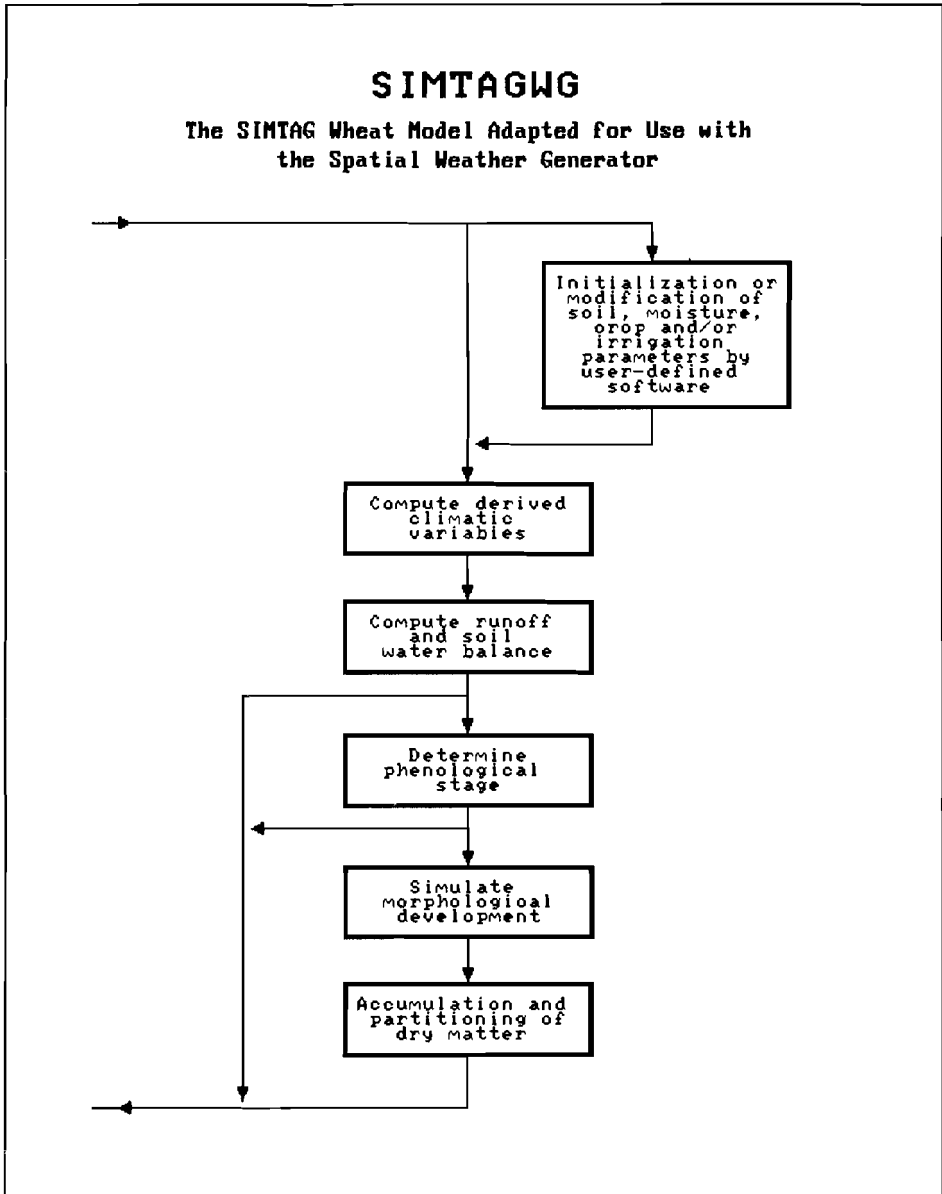 SIMTAGWG
The SIMTAG Wheat Model Adapted for Use with
the Spatial Weather Generator
Initialization or
modification of
soil, moisture,
crop and/or
irrigation
parameters by
user-defined
software
Compute derived
climatic
variables
Compute runoff
and soil
water balance
Determine
phenological
stage
Simulate
morphological
development
Accumulation and
partitioning of
dry matter